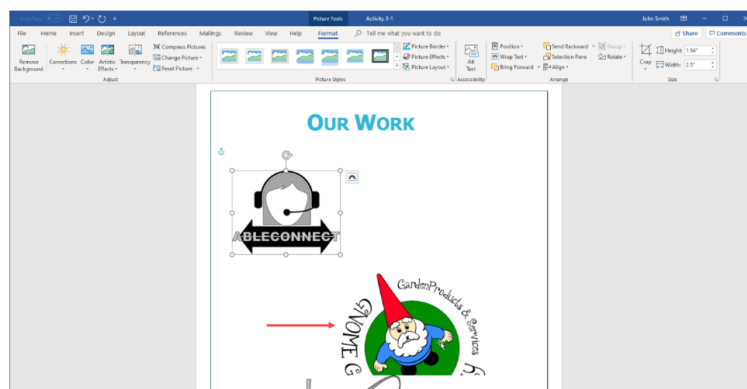 AutoSave
Picture Tools
Activity 3-1
John Smith
File Home Insert Design Layout References Mailings Review View Help Format Tell me what you want to do Share Comments
Remove Background
Corrections
Color
Artistic Effects
Transparency
Compress Pictures
Change Picture
Reset Picture
Picture Border
Picture Effects
Picture Layout
Alt Text
Position
Wrap Text
Bring Forward
Send Backward
Selection Pane
Align
Group
Rotate
Crop
Height: 1.94"
Width: 2.5"
Adjust
Picture Styles
Accessibility
Arrange
Size
OUR WORK
ABLECONNECT
GardenProducts & Services
GNOME G